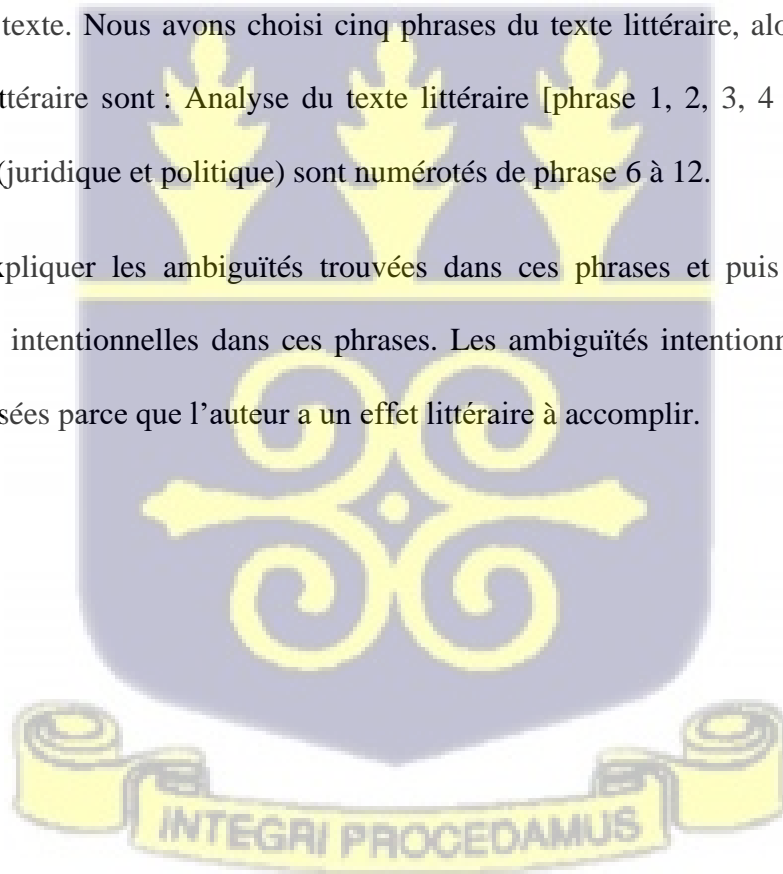 texte. Nous avons choisi cinq phrases du texte littéraire, alo
ttéraire sont : Analyse du texte littéraire [phrase 1, 2, 3, 4
(juridique et politique) sont numérotés de phrase 6 à 12.
xpliquer les ambiguïtés trouvées dans ces phrases et puis
intentionnelles dans ces phrases. Les ambiguïtés intentionn
sées parce que l’auteur a un effet littéraire à accomplir.
INTEGRI PROCEDAMUS